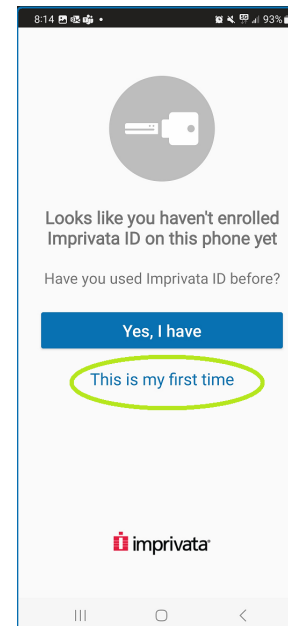 8:14 93%
Looks like you haven't enrolled
Imprivata ID on this phone yet
Have you used Imprivata ID before?
Yes, I have
This is my first time
imprivata